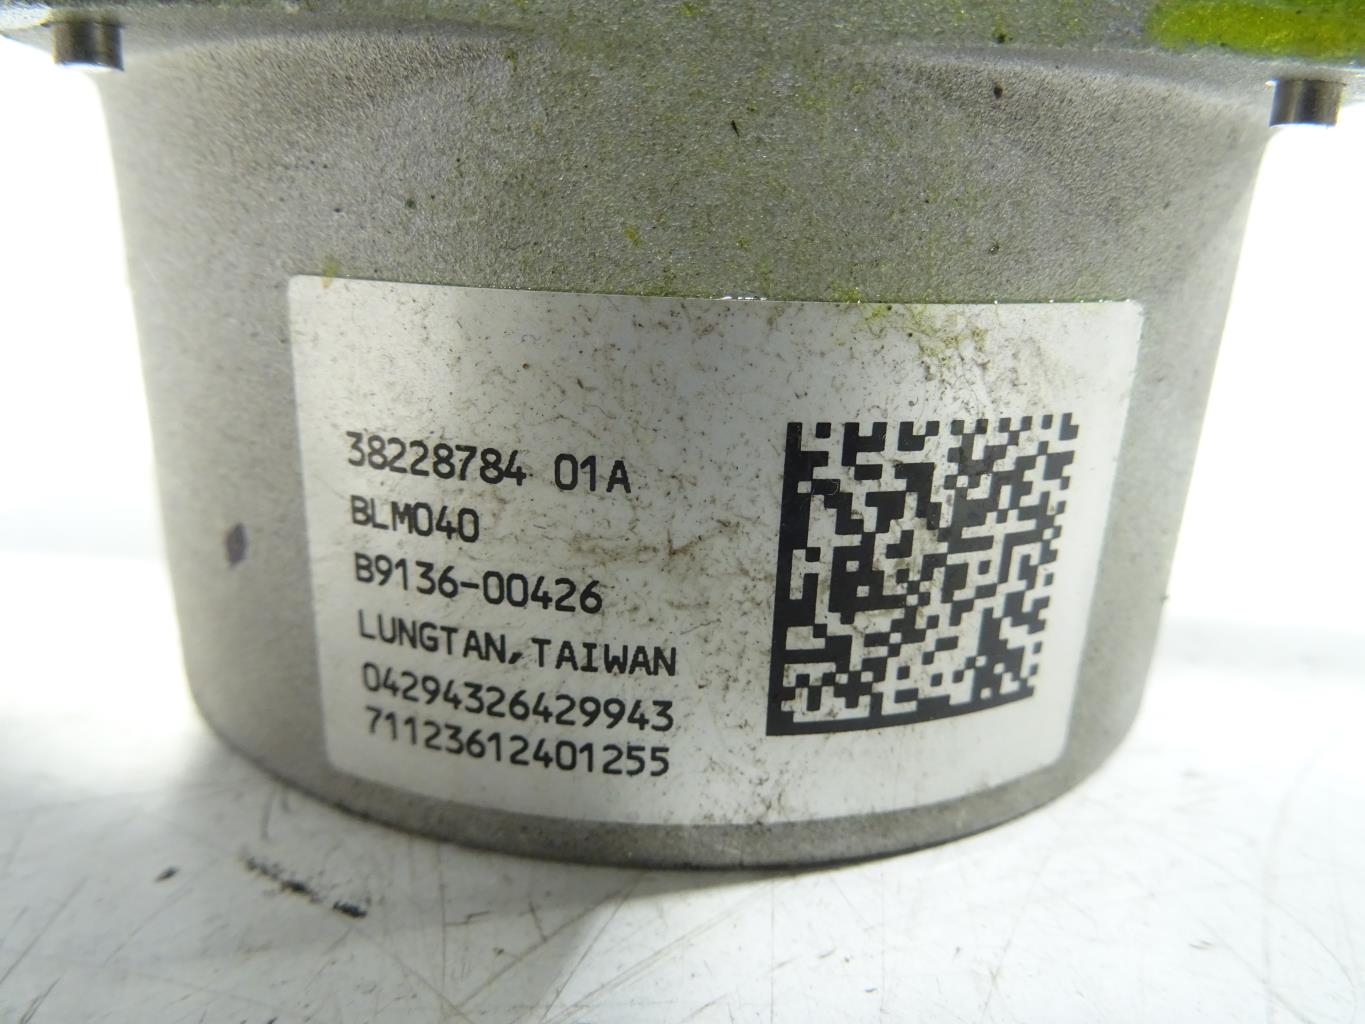 38228784 01A
BLM040
B9136-00426
LUNGTAN, TAIWAN
04294326429943
71123612401255